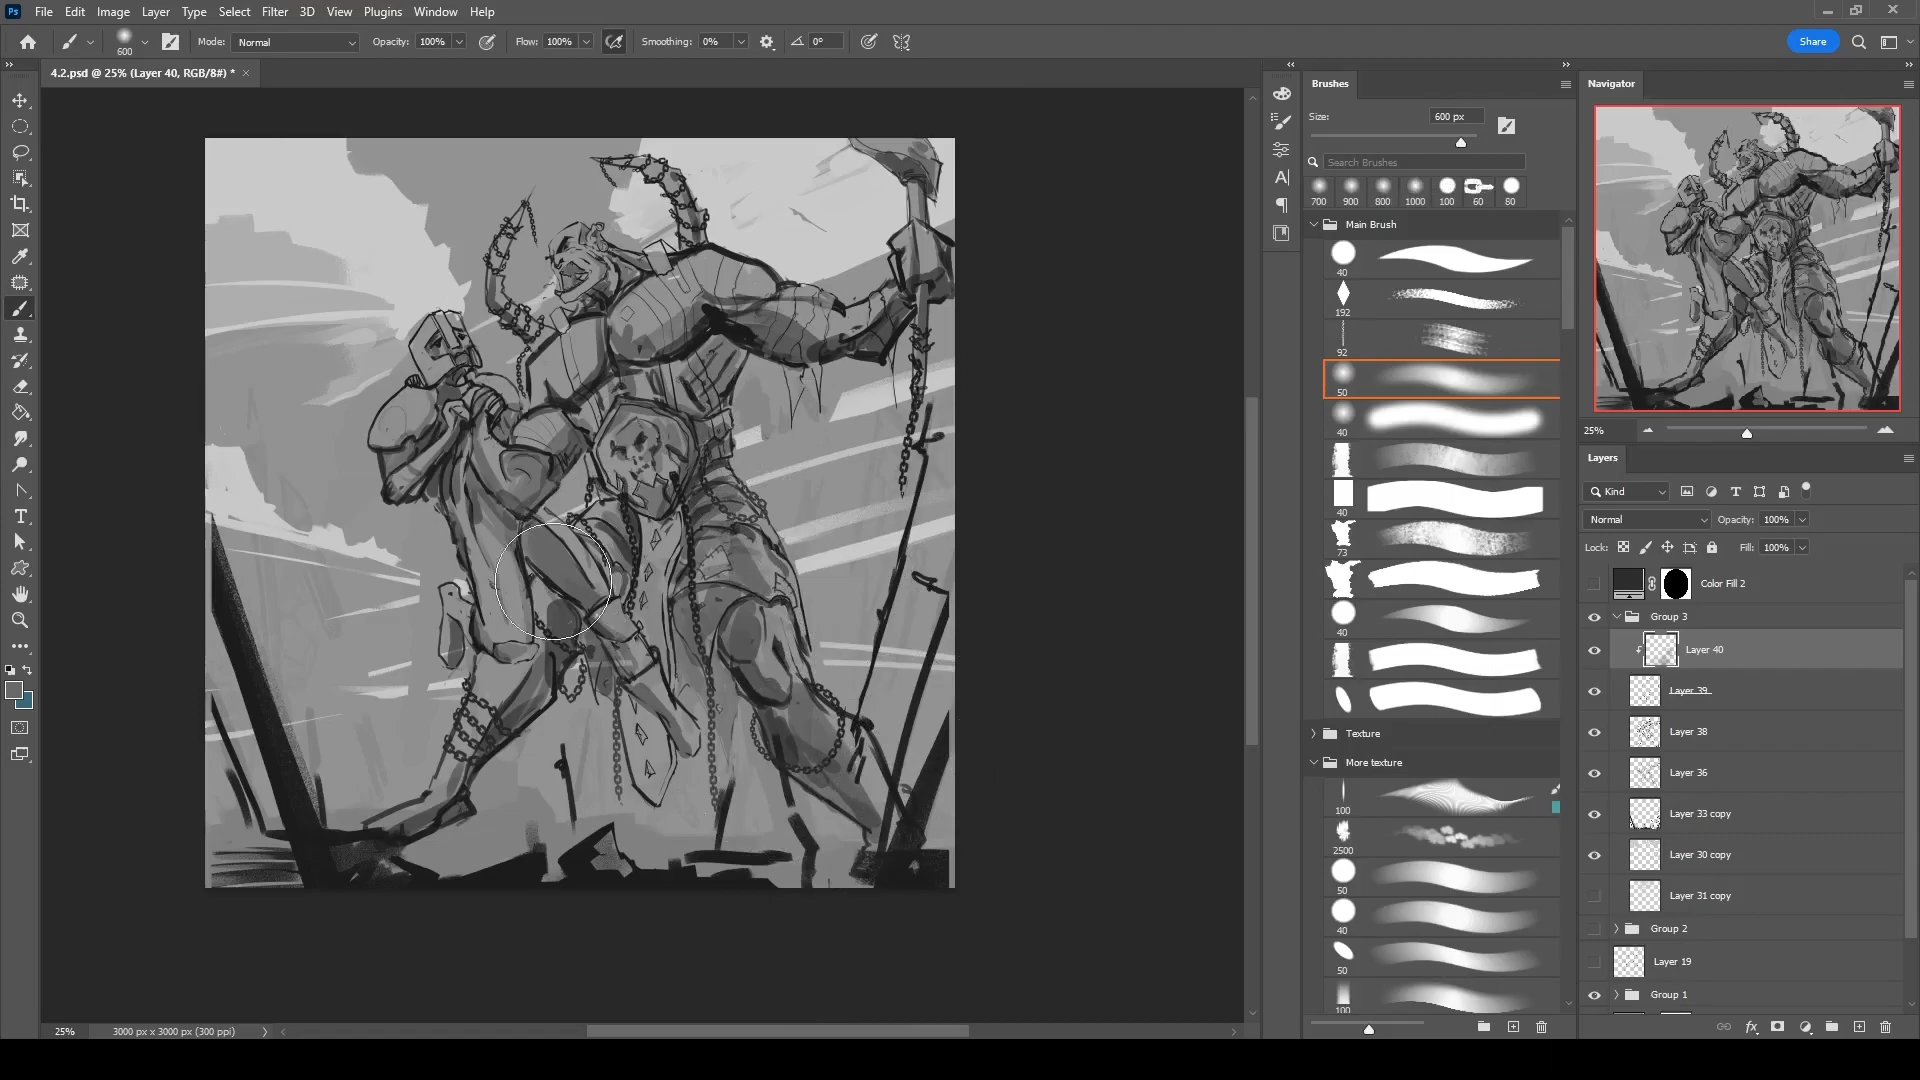 Ps File Edit Image Layer Type Select Filter 3D View Plugins Window Help
600 Mode: Normal Opacity: 100% Flow: 100% Smoothing: 0% 0° Share
4.2.psd @ 25% (Layer 40, RGB/8#) * ×
Brushes
Size: 600 px
Search Brushes
700 900 800 1000 100 60 80
Main Brush
40
192
92
50
40
40
73
40
Texture
More texture
100
2500
50
40
50
100
Navigator
25%
Layers
Kind
Normal Opacity: 100%
Lock: Fill: 100%
Color Fill 2
Group 3
Layer 40
Layer 39
Layer 38
Layer 36
Layer 33 copy
Layer 30 copy
Layer 31 copy
Group 2
Layer 19
Group 1
fx
25% 3000 px x 3000 px (300 ppi)